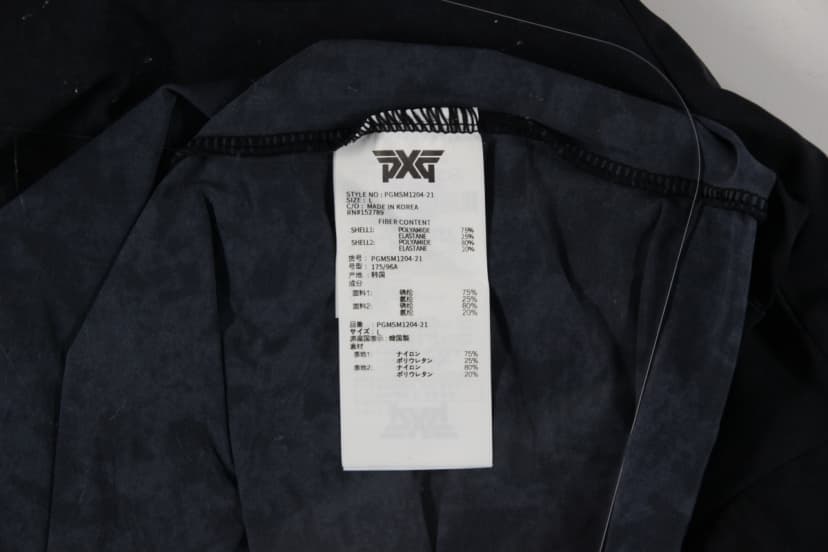 PXG
STYLE NO : PGMSM1204-21
SIZE : L
C/O : MADE IN KOREA
RN#152789
FIBER CONTENT
SHELL1: POLYAMIDE 75%
ELASTANE 25%
SHELL2: POLYAMIDE 80%
ELASTANE 20%
货号 : PGMSM1204-21
号型 : 175/96A
产地 : 韩国
成分
面料1: 锦纶 75%
氨纶 25%
面料2: 锦纶 80%
氨纶 20%
品番 : PGMSM1204-21
サイズ : L
原産国表示 : 韓国製
素材
表地1: ナイロン 75%
ポリウレタン 25%
表地2: ナイロン 80%
ポリウレタン 20%